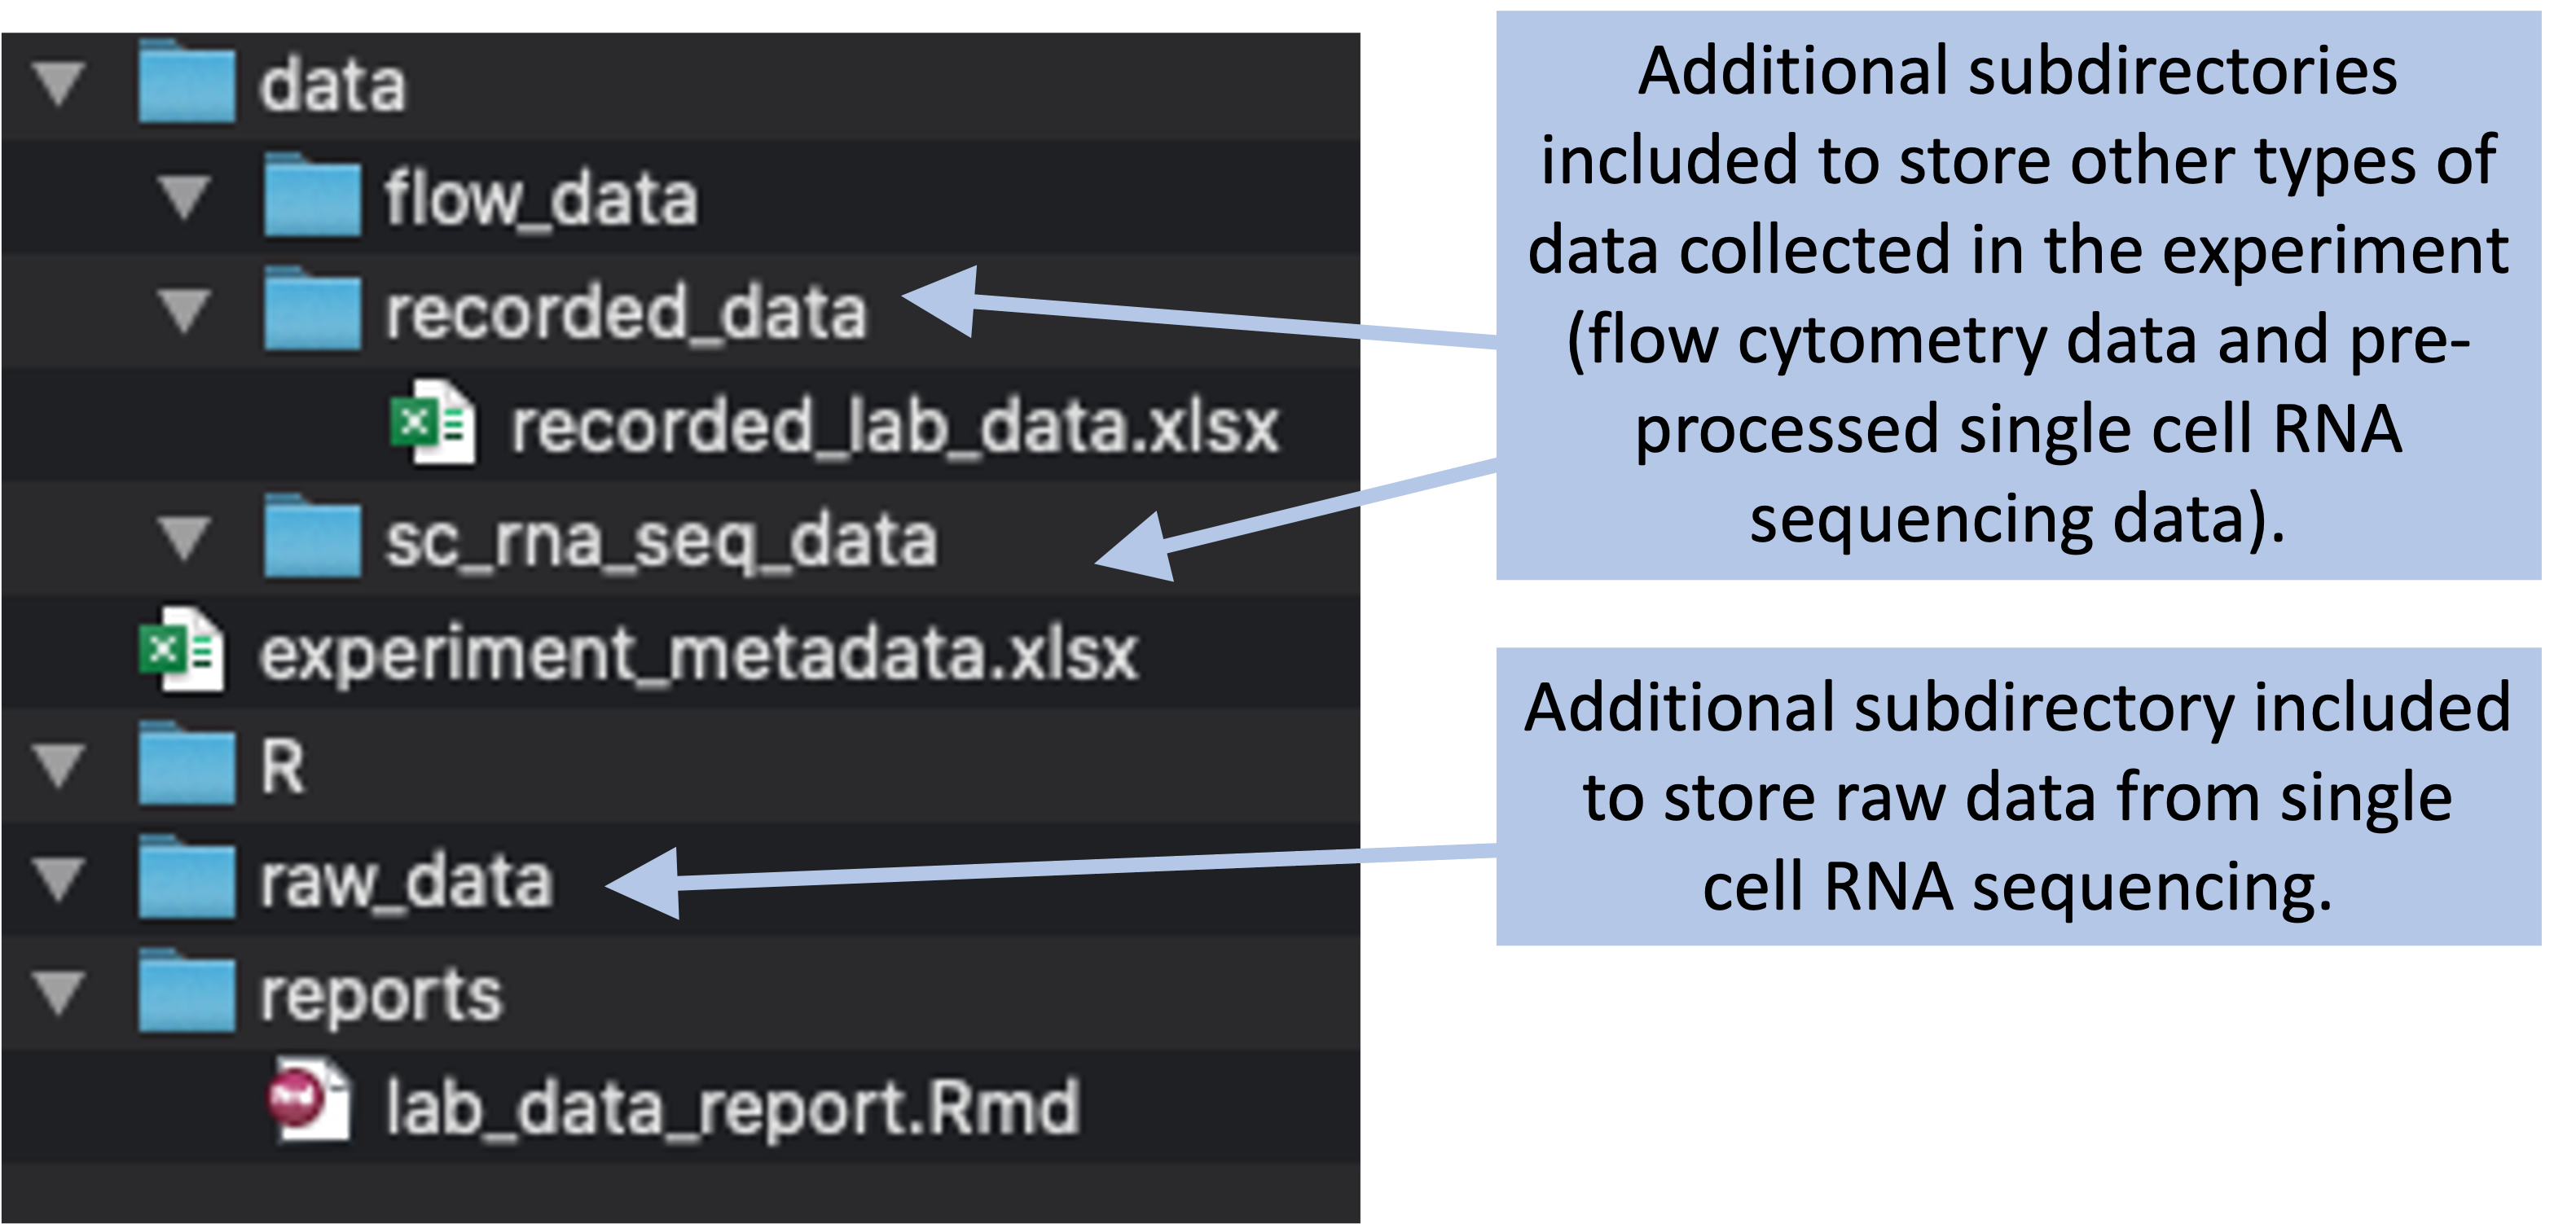 data
flow_data
recorded_data
recorded_lab_data.xlsx
sc_rna_seq_data
experiment_metadata.xlsx
R
raw_data
reports
lab_data_report.Rmd
Additional subdirectories
included to store other types of
data collected in the experiment
(flow cytometry data and pre-
processed single cell RNA
sequencing data).
Additional subdirectory included
to store raw data from single
cell RNA sequencing.